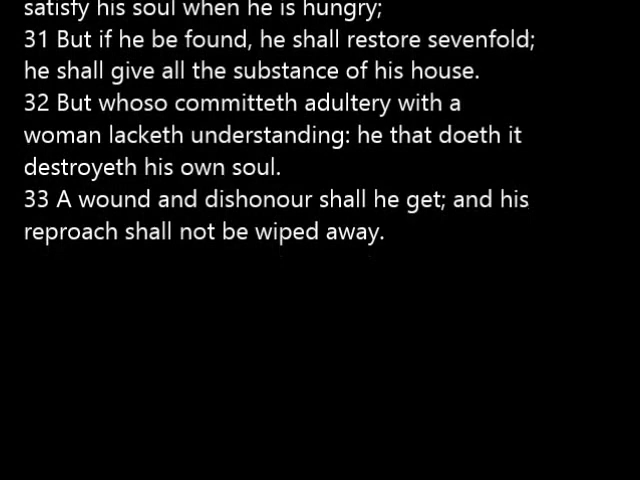 satisfy his soul when he is hungry;
31 But if he be found, he shall restore sevenfold;
he shall give all the substance of his house.
32 But whoso committeth adultery with a
woman lacketh understanding: he that doeth it
destroyeth his own soul.
33 A wound and dishonour shall he get; and his
reproach shall not be wiped away.